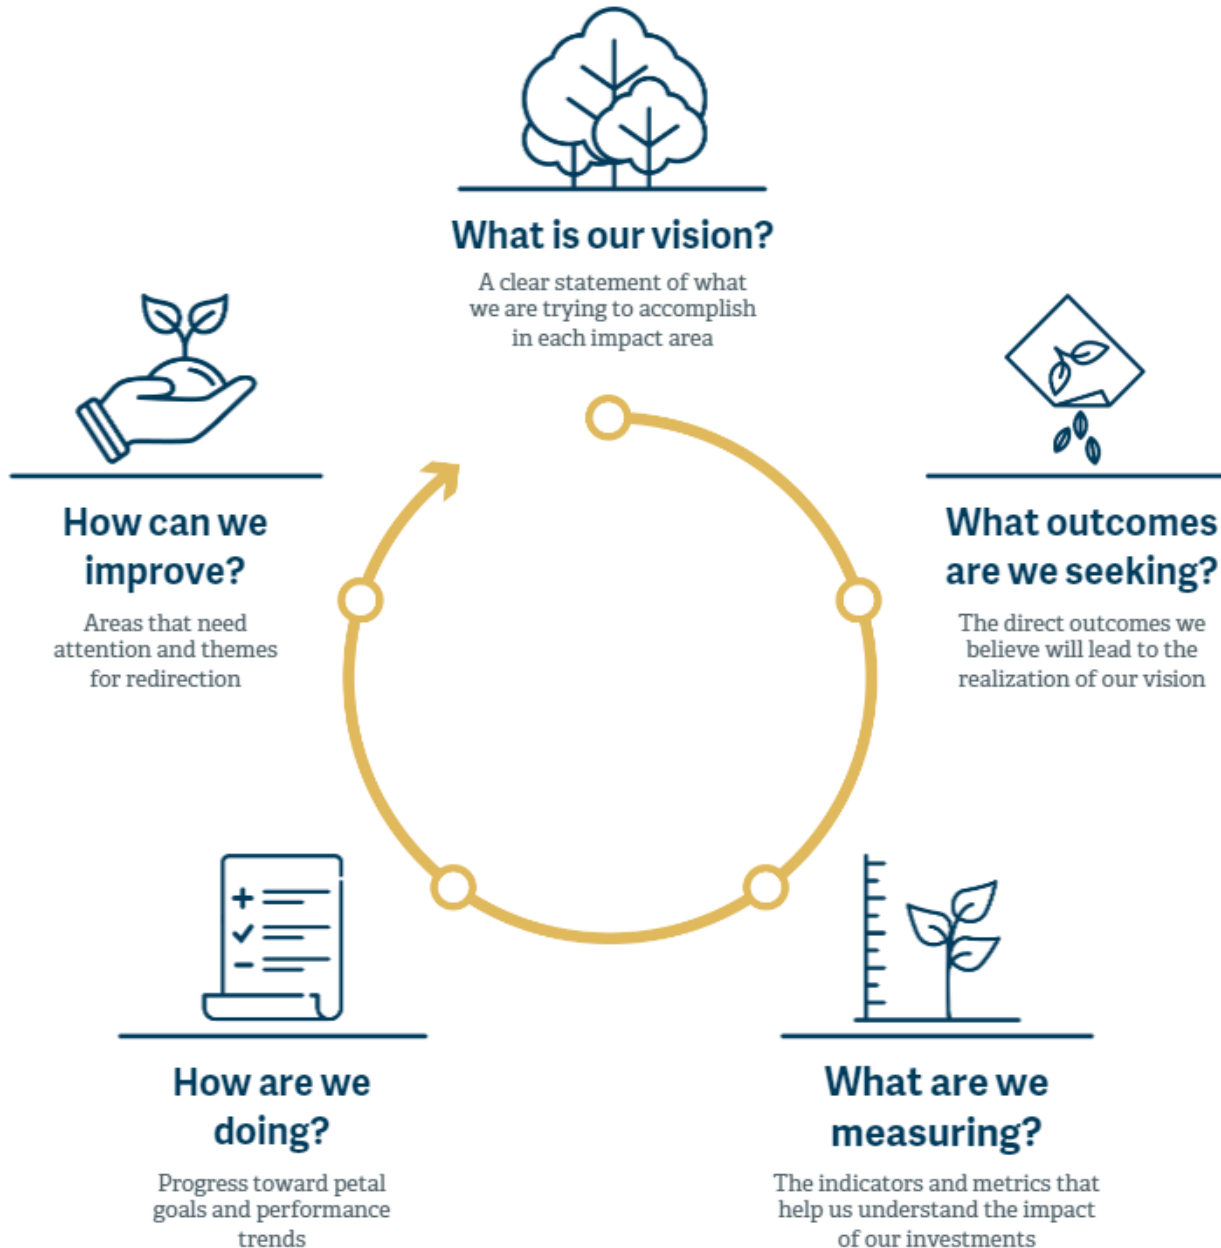 What is our vision?
A clear statement of what
we are trying to accomplish
in each impact area
What outcomes
are we seeking?
The direct outcomes we
believe will lead to the
realization of our vision
What are we
measuring?
The indicators and metrics that
help us understand the impact
of our investments
How are we
doing?
Progress toward petal
goals and performance
trends
How can we
improve?
Areas that need
attention and themes
for redirection